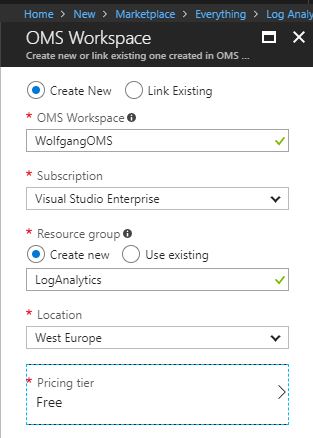 Home > New > Marketplace > Everything > Log Analy
OMS Workspace
Create new or link existing one created in OMS ...
Create New Link Existing
* OMS Workspace
WolfgangOMS
* Subscription
Visual Studio Enterprise
* Resource group
Create new Use existing
LogAnalytics
* Location
West Europe
* Pricing tier
Free